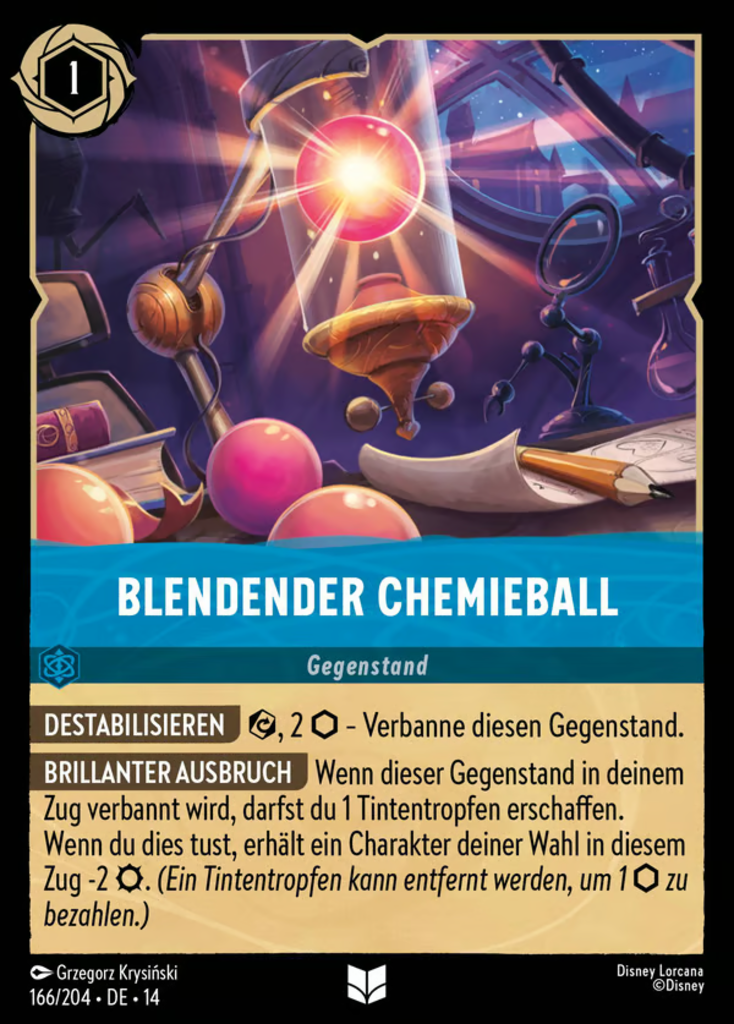 1
BLENDENDER CHEMIEBALL
Gegenstand
DESTABILISIEREN , 2 – Verbanne diesen Gegenstand.
BRILLANTER AUSBRUCH Wenn dieser Gegenstand in deinem
Zug verbannt wird, darfst du 1 Tintentropfen erschaffen.
Wenn du dies tust, erhält ein Charakter deiner Wahl in diesem
Zug -2 . (Ein Tintentropfen kann entfernt werden, um 1 zu
bezahlen.)
Grzegorz Krysiński
166/204 • DE • 14
Disney Lorcana
©Disney